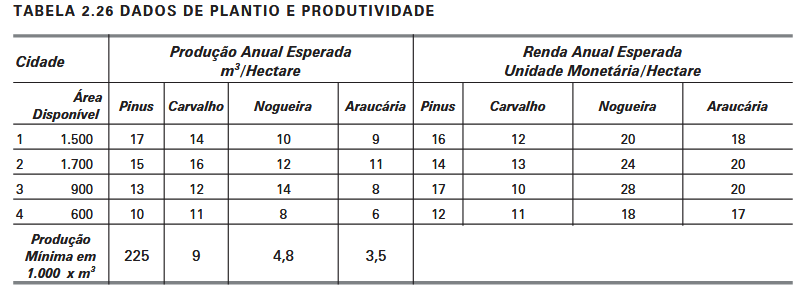 TABELA 2.26 DADOS DE PLANTIO E PRODUTIVIDADE
Cidade Produção Anual Esperada Renda Anual Esperada
m³/Hectare Unidade Monetária/Hectare
Área
Disponível Pinus Carvalho Nogueira Araucária Pinus Carvalho Nogueira Araucária
1 1.500 17 14 10 9 16 12 20 18
2 1.700 15 16 12 11 14 13 24 20
3 900 13 12 14 8 17 10 28 20
4 600 10 11 8 6 12 11 18 17
Produção
Mínima em 225 9 4,8 3,5
1.000 x m³